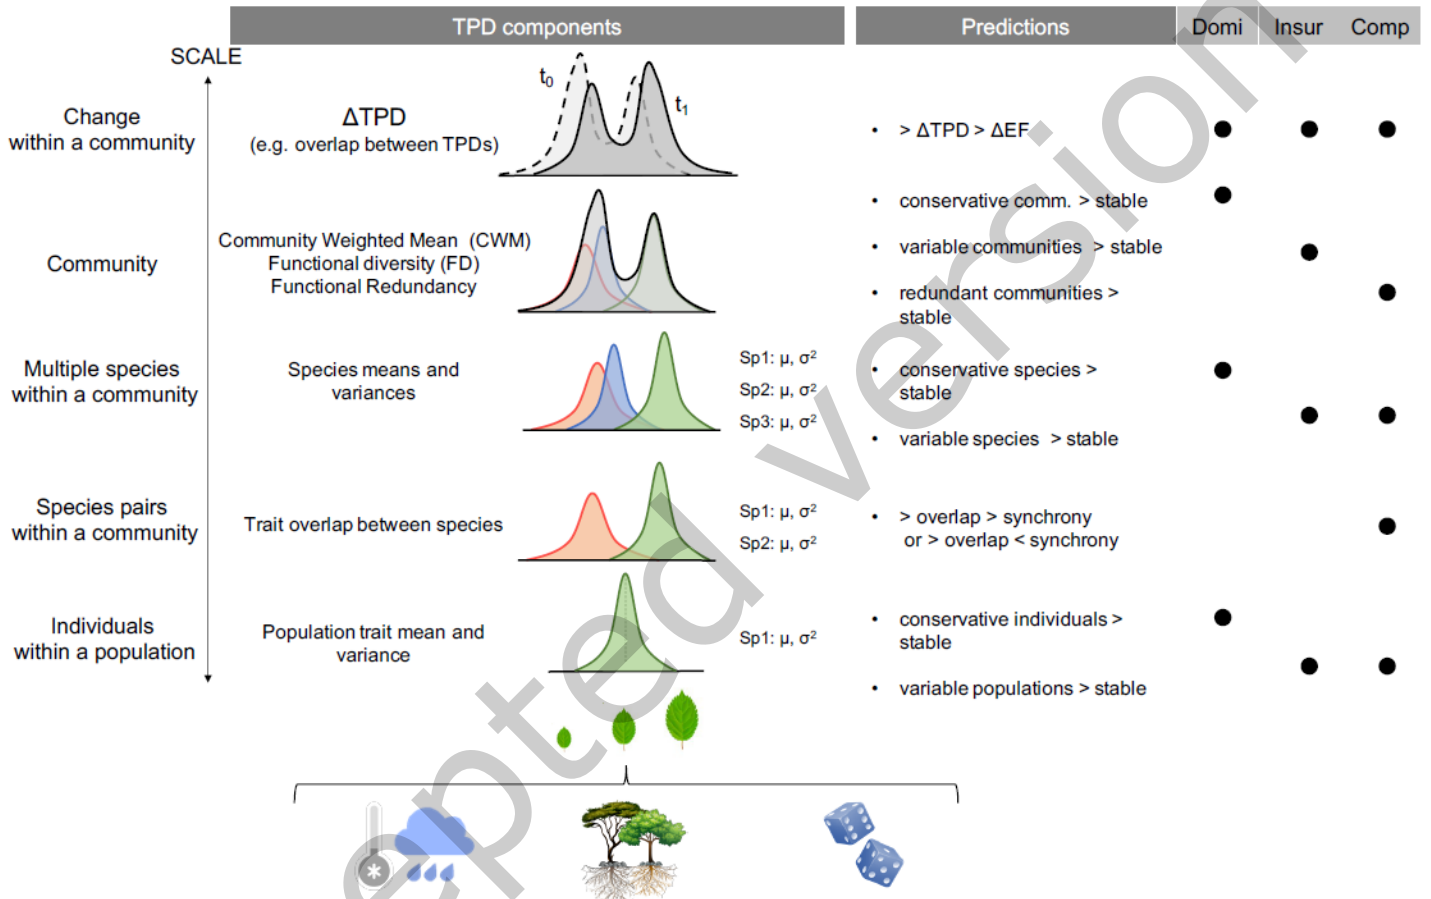 TPD components
Predictions
Domi
Insur
Comp
SCALE
Change
within a community
ΔTPD
(e.g. overlap between TPDs)
t0
t1
• > ΔTPD > ΔEF
• conservative comm. > stable
Community
Community Weighted Mean (CWM)
Functional diversity (FD)
Functional Redundancy
• variable communities > stable
• redundant communities >
stable
Multiple species
within a community
Species means and
variances
Sp1: μ, σ²
Sp2: μ, σ²
Sp3: μ, σ²
• conservative species >
stable
• variable species > stable
Species pairs
within a community
Trait overlap between species
Sp1: μ, σ²
Sp2: μ, σ²
• > overlap > synchrony
or > overlap < synchrony
Individuals
within a population
Population trait mean and
variance
Sp1: μ, σ²
• conservative individuals >
stable
• variable populations > stable
epted version